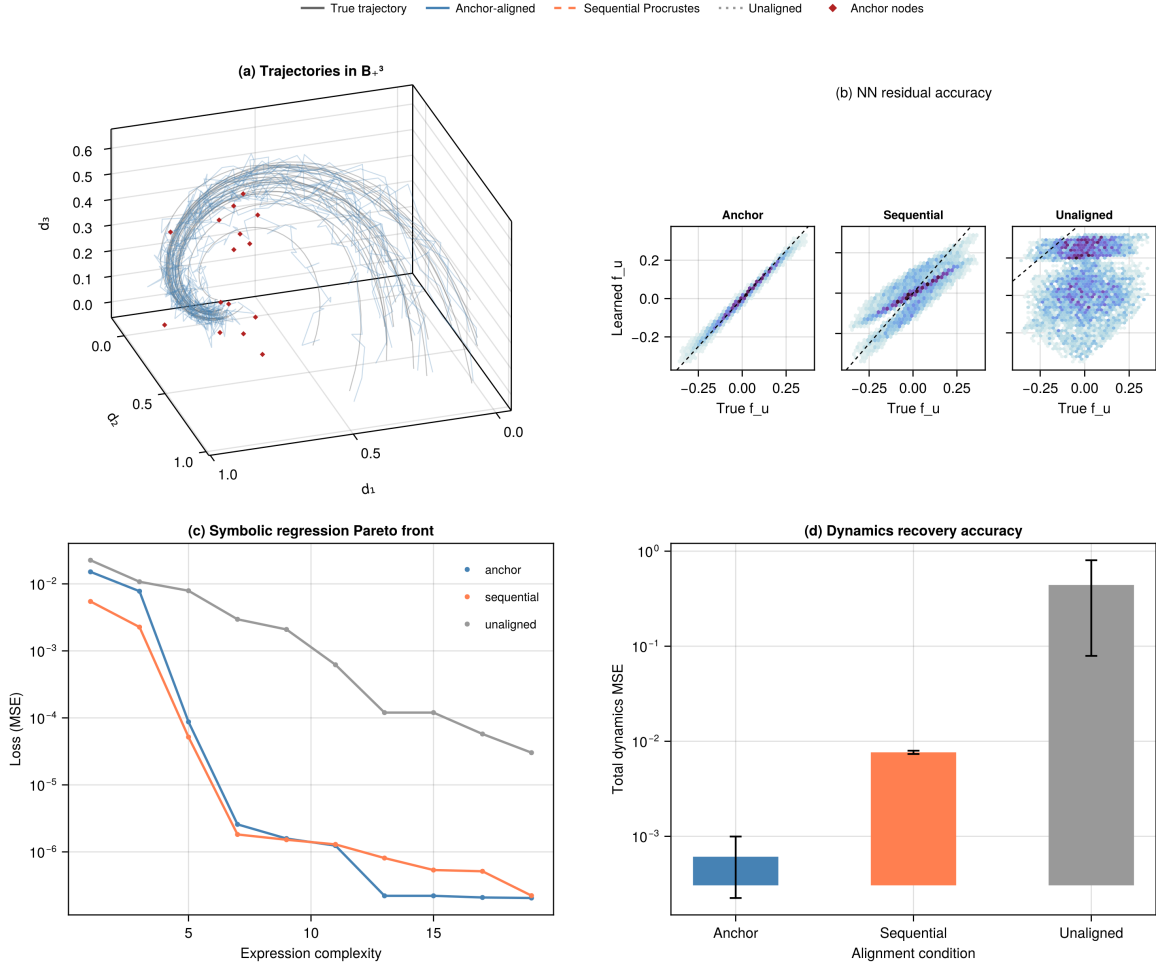 True trajectory Anchor-aligned Sequential Procrustes Unaligned Anchor nodes
(a) Trajectories in B₊³
0.6
0.5
0.4
0.3
0.2
0.1
0.0
d₃
0.0
0.5
1.0
d₂
1.0
0.5
0.0
d₁
(b) NN residual accuracy
Anchor
Sequential
Unaligned
0.2
0.0
−0.2
Learned f_u
−0.25 0.00 0.25
True f_u
−0.25 0.00 0.25
True f_u
−0.25 0.00 0.25
True f_u
(c) Symbolic regression Pareto front
anchor
sequential
unaligned
10⁻²
10⁻³
10⁻⁴
10⁻⁵
10⁻⁶
Loss (MSE)
5 10 15
Expression complexity
(d) Dynamics recovery accuracy
10⁰
10⁻¹
10⁻²
10⁻³
Total dynamics MSE
Anchor Sequential Unaligned
Alignment condition